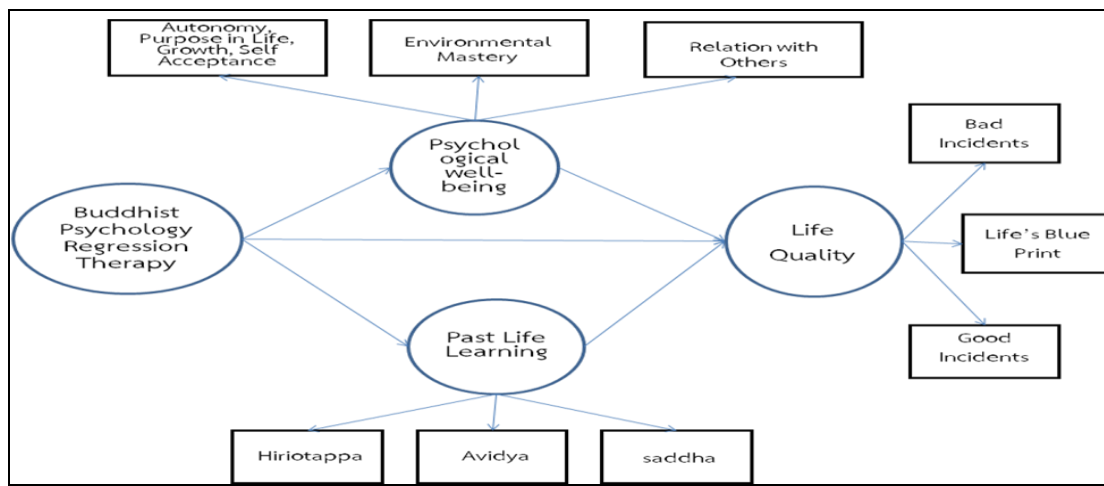 Autonomy,
Purpose in Life,
Growth, Self
Acceptance
Environmental
Mastery
Relation with
Others
Psychol
ogical
well-
being
Bad
Incidents
Buddhist
Psychology
Regression
Therapy
Life
Quality
Life's Blue
Print
Past Life
Learning
Good
Incidents
Hiriotappa
Avidya
saddha